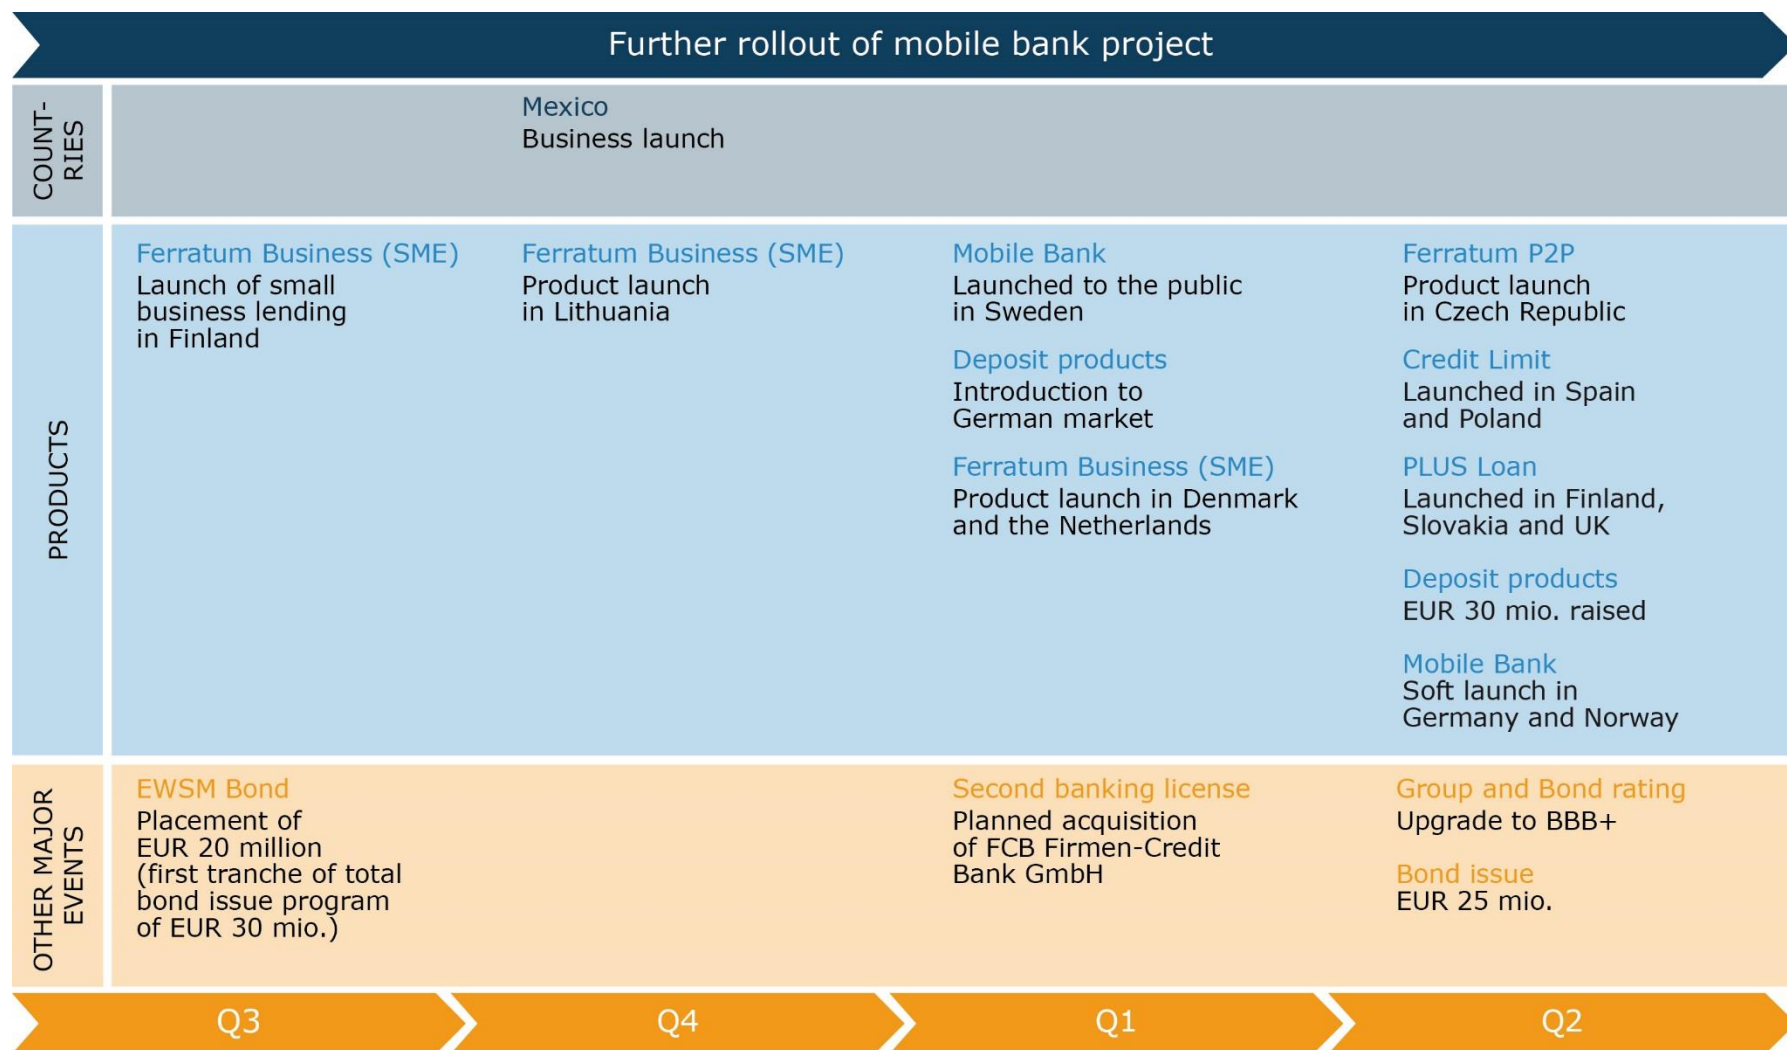 Further rollout of mobile bank project
COUNT-
RIES
Mexico
Business launch
PRODUCTS
Ferratum Business (SME)
Launch of small
business lending
in Finland
Ferratum Business (SME)
Product launch
in Lithuania
Mobile Bank
Launched to the public
in Sweden
Deposit products
Introduction to
German market
Ferratum Business (SME)
Product launch in Denmark
and the Netherlands
Ferratum P2P
Product launch
in Czech Republic
Credit Limit
Launched in Spain
and Poland
PLUS Loan
Launched in Finland,
Slovakia and UK
Deposit products
EUR 30 mio. raised
Mobile Bank
Soft launch in
Germany and Norway
OTHER MAJOR
EVENTS
EWSM Bond
Placement of
EUR 20 million
(first tranche of total
bond issue program
of EUR 30 mio.)
Second banking license
Planned acquisition
of FCB Firmen-Credit
Bank GmbH
Group and Bond rating
Upgrade to BBB+
Bond issue
EUR 25 mio.
Q3
Q4
Q1
Q2